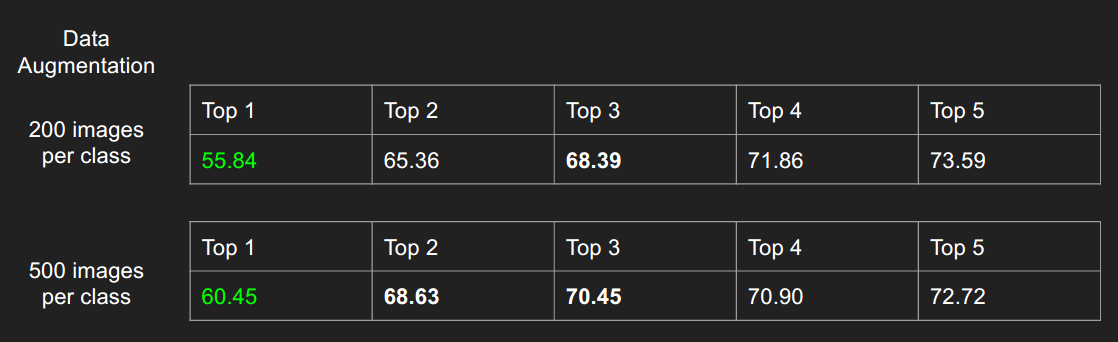 Data
Augmentation
200 images
per class
Top 1 Top 2 Top 3 Top 4 Top 5
55.84 65.36 68.39 71.86 73.59
500 images
per class
Top 1 Top 2 Top 3 Top 4 Top 5
60.45 68.63 70.45 70.90 72.72